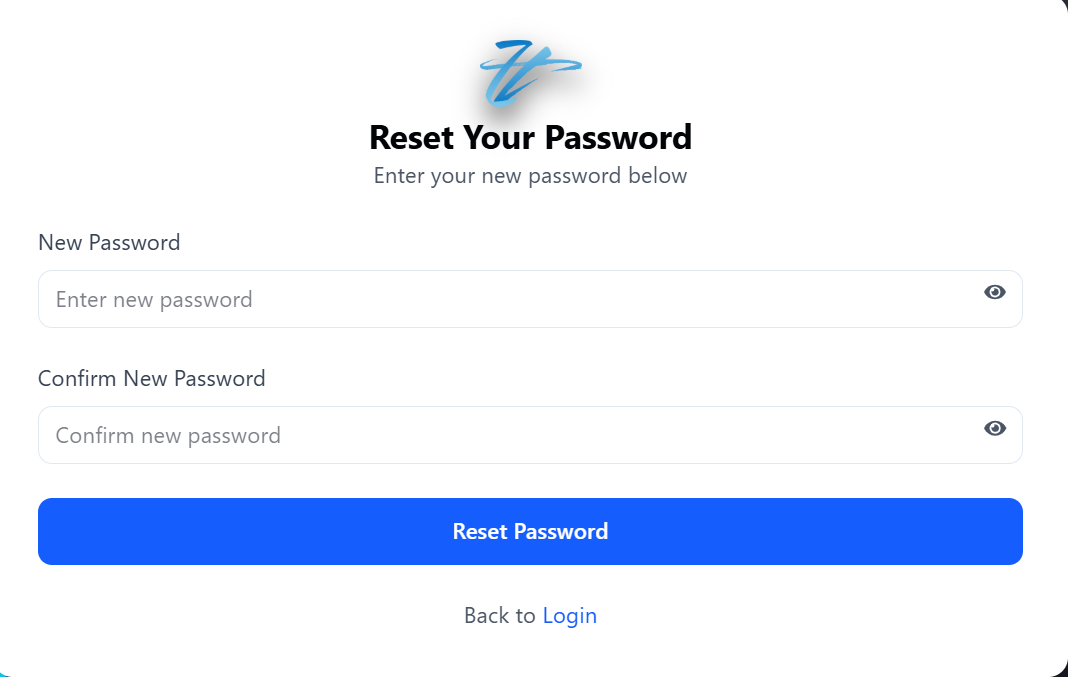 Reset Your Password
Enter your new password below
New Password
Enter new password
Confirm New Password
Confirm new password
Reset Password
Back to Login